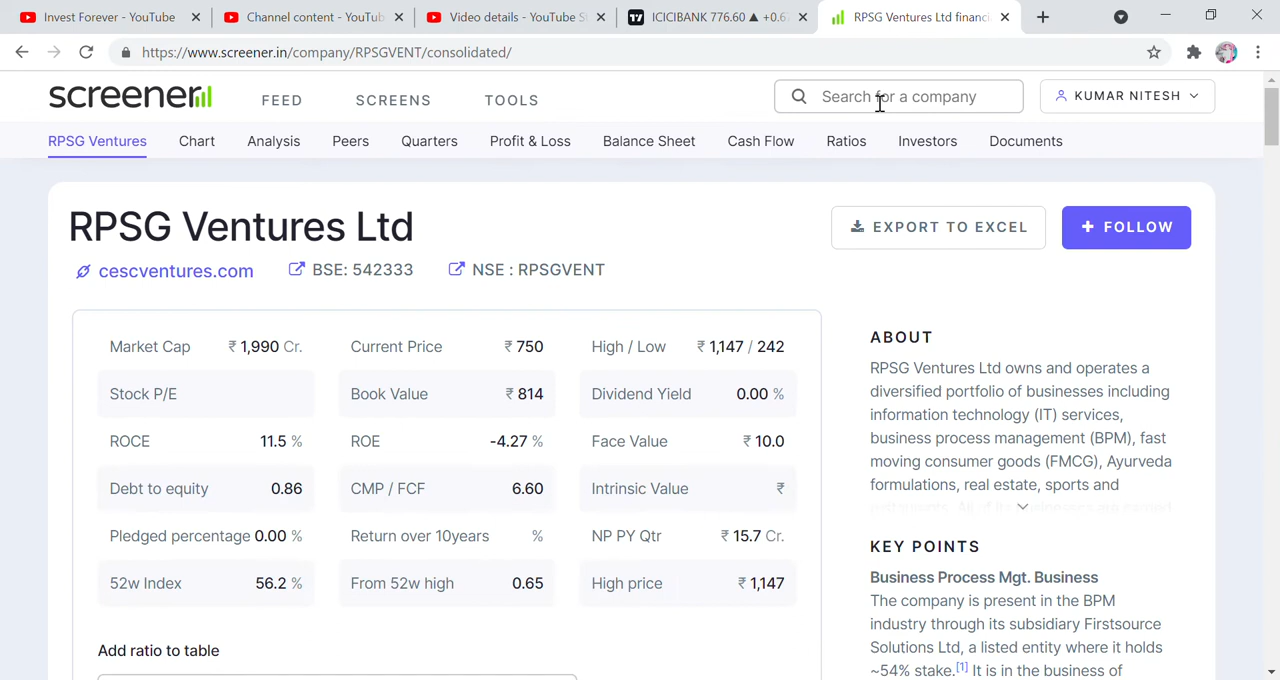 Invest Forever - YouTube
Channel content - YouTub
Video details - YouTube S
ICICIBANK 776.60 ▲ +0.6
RPSG Ventures Ltd financi
https://www.screener.in/company/RPSGVENT/consolidated/
screener
FEED
SCREENS
TOOLS
Search for a company
KUMAR NITESH
RPSG Ventures
Chart
Analysis
Peers
Quarters
Profit & Loss
Balance Sheet
Cash Flow
Ratios
Investors
Documents
RPSG Ventures Ltd
EXPORT TO EXCEL
+ FOLLOW
cescventures.com
BSE: 542333
NSE : RPSGVENT
Market Cap ₹ 1,990 Cr.
Current Price ₹ 750
High / Low ₹ 1,147 / 242
Stock P/E
Book Value ₹ 814
Dividend Yield 0.00 %
ROCE 11.5 %
ROE -4.27 %
Face Value ₹ 10.0
Debt to equity 0.86
CMP / FCF 6.60
Intrinsic Value ₹
Pledged percentage 0.00 %
Return over 10years %
NP PY Qtr ₹ 15.7 Cr.
52w Index 56.2 %
From 52w high 0.65
High price ₹ 1,147
Add ratio to table
ABOUT
RPSG Ventures Ltd owns and operates a
diversified portfolio of businesses including
information technology (IT) services,
business process management (BPM), fast
moving consumer goods (FMCG), Ayurveda
formulations, real estate, sports and
KEY POINTS
Business Process Mgt. Business
The company is present in the BPM
industry through its subsidiary Firstsource
Solutions Ltd, a listed entity where it holds
~54% stake.[1] It is in the business of